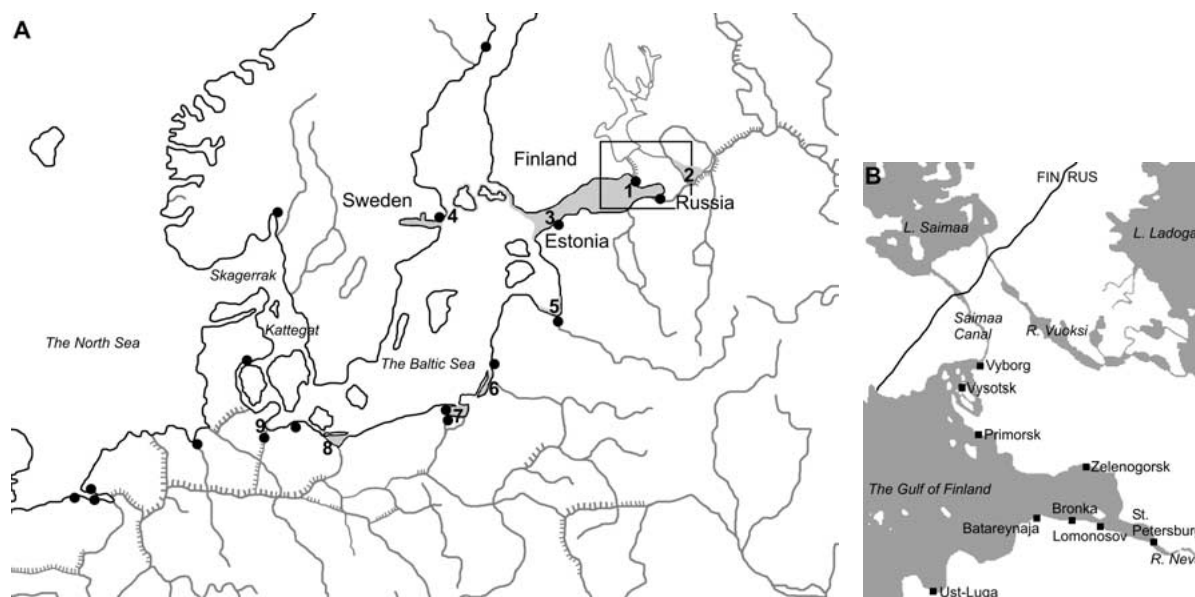 A
Finland
1
2
Russia
Sweden
4
3
Estonia
Skagerrak
Kattegat
5
The North Sea
The Baltic Sea
6
7
9
8
B
FIN/RUS
L. Saimaa
L. Ladoga
Saimaa
Canal
R. Vuoksi
Vyborg
Vysotsk
Primorsk
Zelenogorsk
The Gulf of Finland
Bronka
St.
Petersburg
Batareynaja
Lomonosov
R. Nev
Ust-Luga